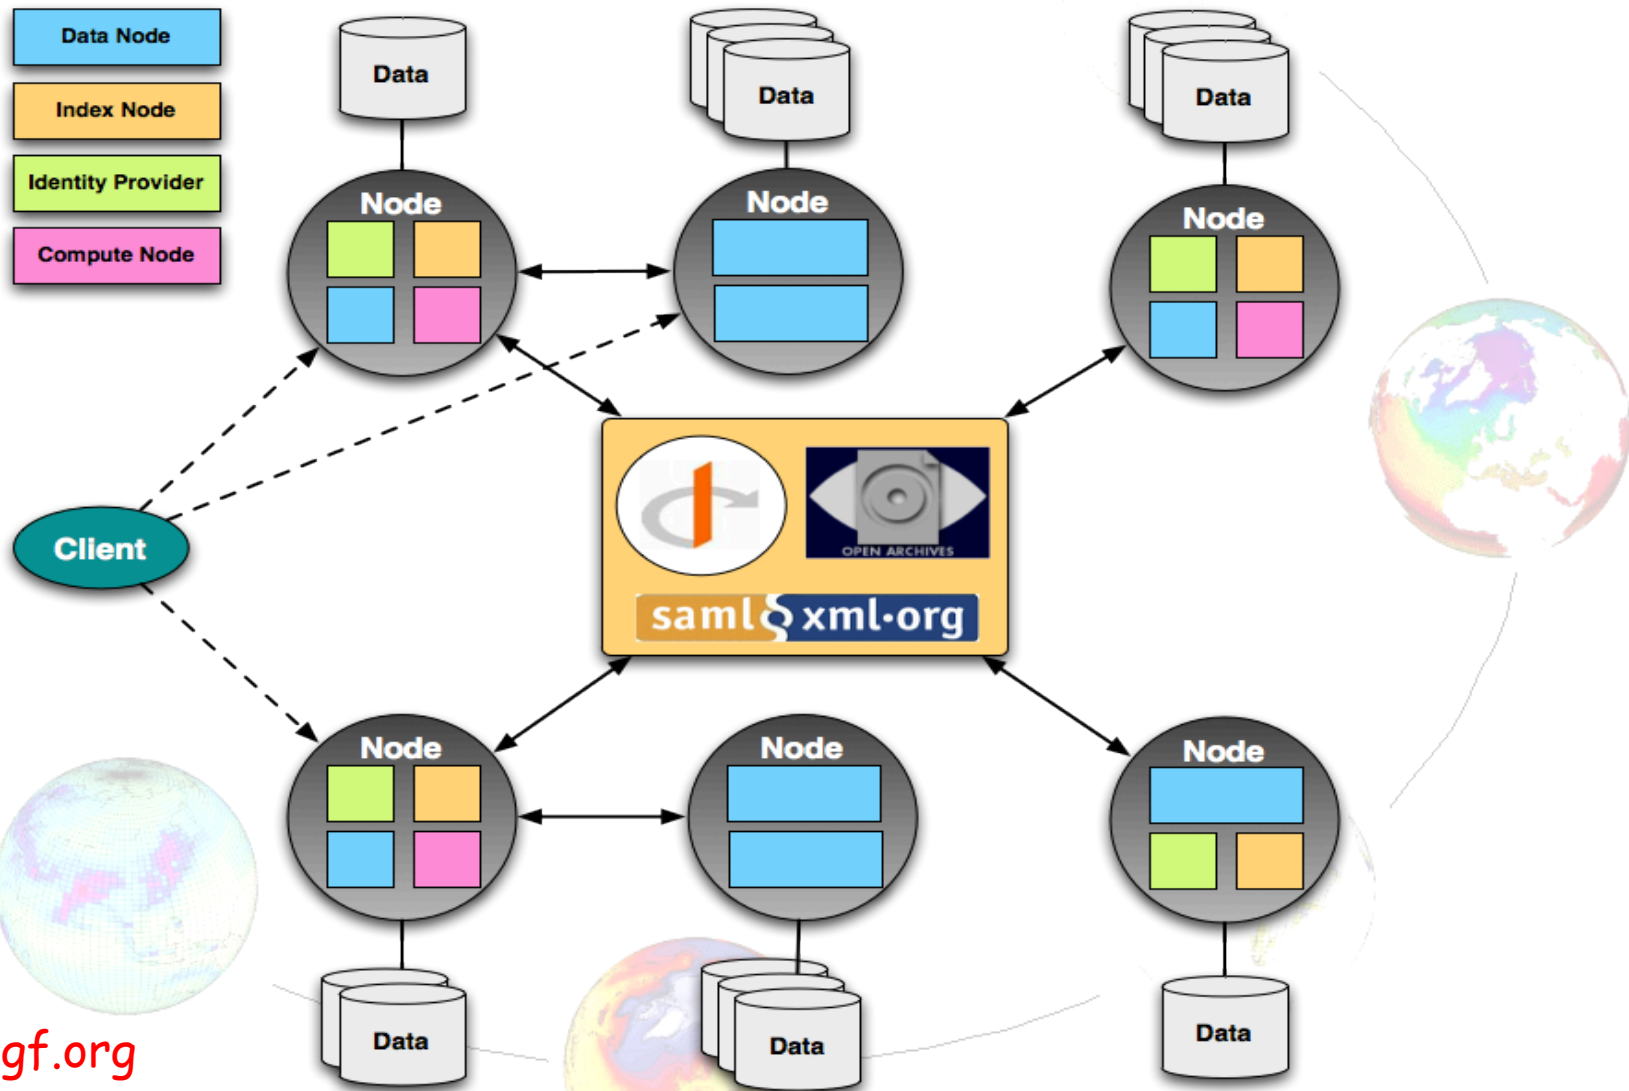 Data Node
Index Node
Identity Provider
Compute Node
Data
Data
Data
Node
Node
Node
OPEN ARCHIVES
saml xml.org
Client
Node
Node
Node
Data
Data
Data
gf.org